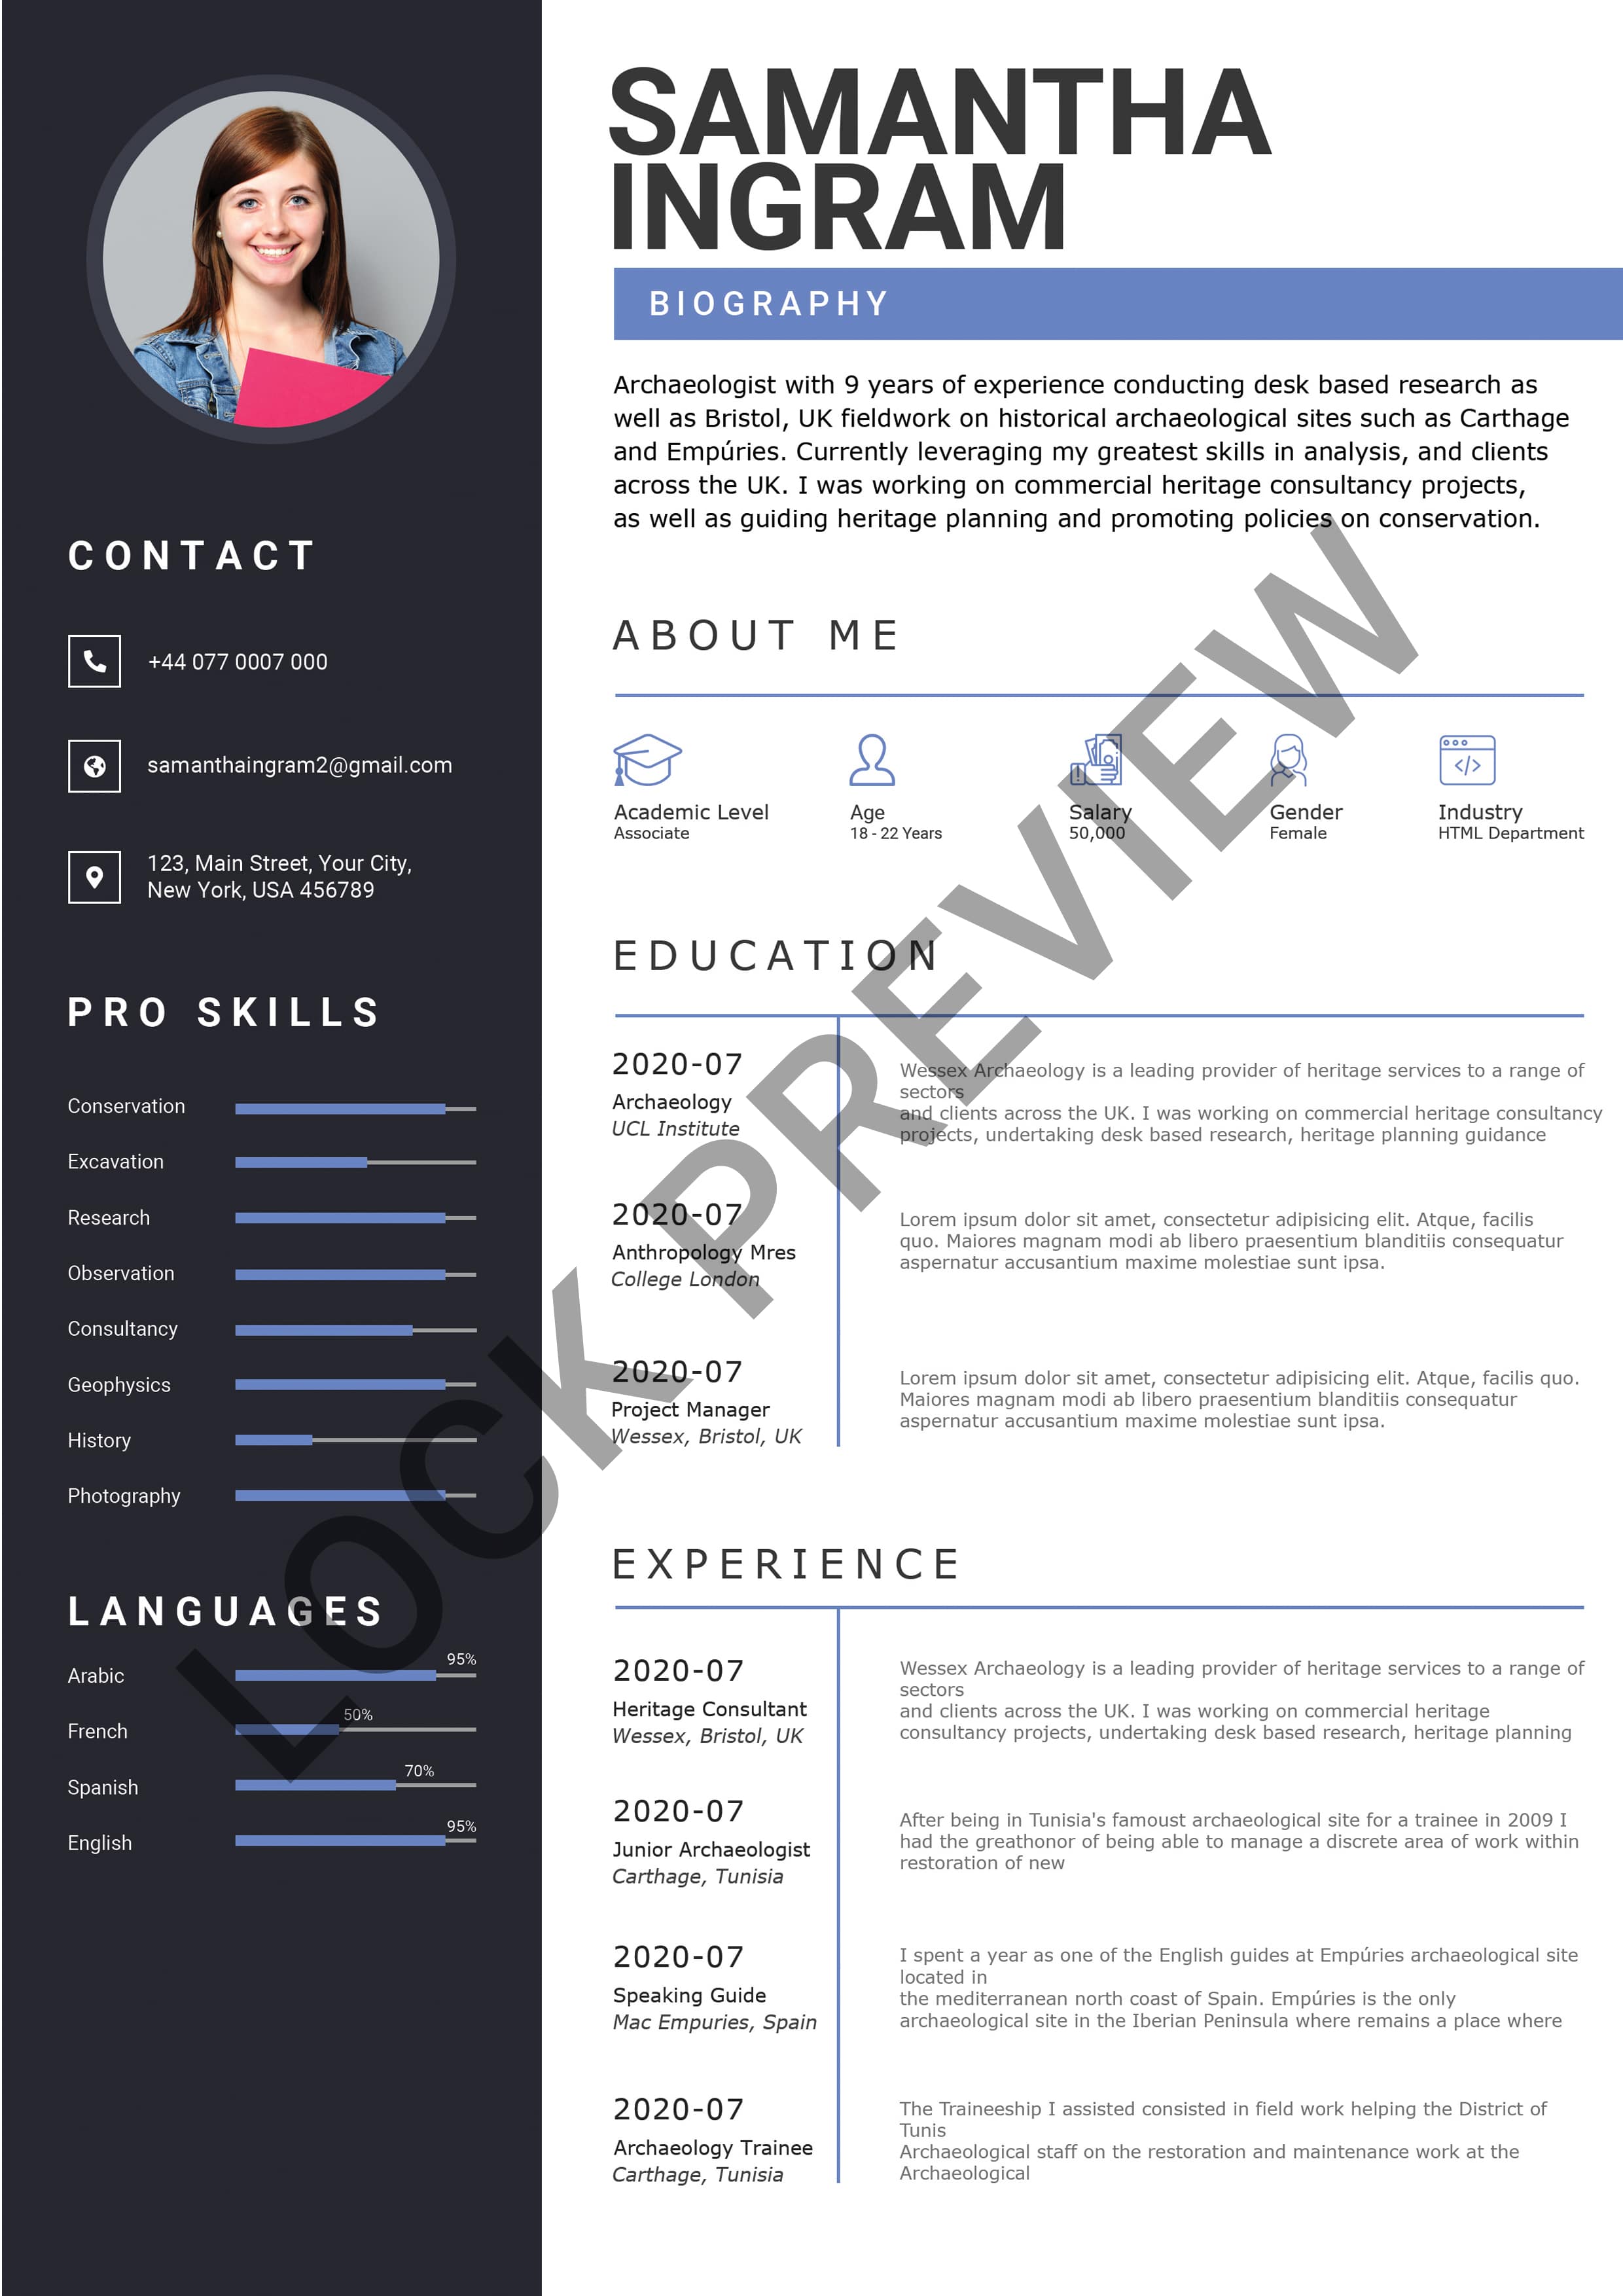 SAMANTHA
INGRAM
BIOGRAPHY
Archaeologist with 9 years of experience conducting desk based research as
well as Bristol, UK fieldwork on historical archaeological sites such as Carthage
and Empúries. Currently leveraging my greatest skills in analysis, and clients
across the UK. I was working on commercial heritage consultancy projects,
as well as guiding heritage planning and promoting policies on conservation.
CONTACT
+44 077 0007 000
samanthaingram2@gmail.com
123, Main Street, Your City,
New York, USA 456789
PRO SKILLS
Conservation
Excavation
Research
Observation
Consultancy
Geophysics
History
Photography
LANGUAGES
Arabic 95%
French 50%
Spanish 70%
English 95%
ABOUT ME
Academic Level
Associate
Age
18 - 22 Years
Salary
50,000
Gender
Female
Industry
HTML Department
EDUCATION
2020-07
Archaeology
UCL Institute
Wessex Archaeology is a leading provider of heritage services to a range of
sectors
and clients across the UK. I was working on commercial heritage consultancy
projects, undertaking desk based research, heritage planning guidance
2020-07
Anthropology Mres
College London
Lorem ipsum dolor sit amet, consectetur adipisicing elit. Atque, facilis
quo. Maiores magnam modi ab libero praesentium blanditiis consequatur
aspernatur accusantium maxime molestiae sunt ipsa.
2020-07
Project Manager
Wessex, Bristol, UK
Lorem ipsum dolor sit amet, consectetur adipisicing elit. Atque, facilis quo.
Maiores magnam modi ab libero praesentium blanditiis consequatur
aspernatur accusantium maxime molestiae sunt ipsa.
EXPERIENCE
2020-07
Heritage Consultant
Wessex, Bristol, UK
Wessex Archaeology is a leading provider of heritage services to a range of
sectors
and clients across the UK. I was working on commercial heritage
consultancy projects, undertaking desk based research, heritage planning
2020-07
Junior Archaeologist
Carthage, Tunisia
After being in Tunisia's famoust archaeological site for a trainee in 2009 I
had the greathonor of being able to manage a discrete area of work within
restoration of new
2020-07
Speaking Guide
Mac Empuries, Spain
I spent a year as one of the English guides at Empúries archaeological site
located in
the mediterranean north coast of Spain. Empúries is the only
archaeological site in the Iberian Peninsula where remains a place where
2020-07
Archaeology Trainee
Carthage, Tunisia
The Traineeship I assisted consisted in field work helping the District of
Tunis
Archaeological staff on the restoration and maintenance work at the
Archaeological
LOCK PREVIEW